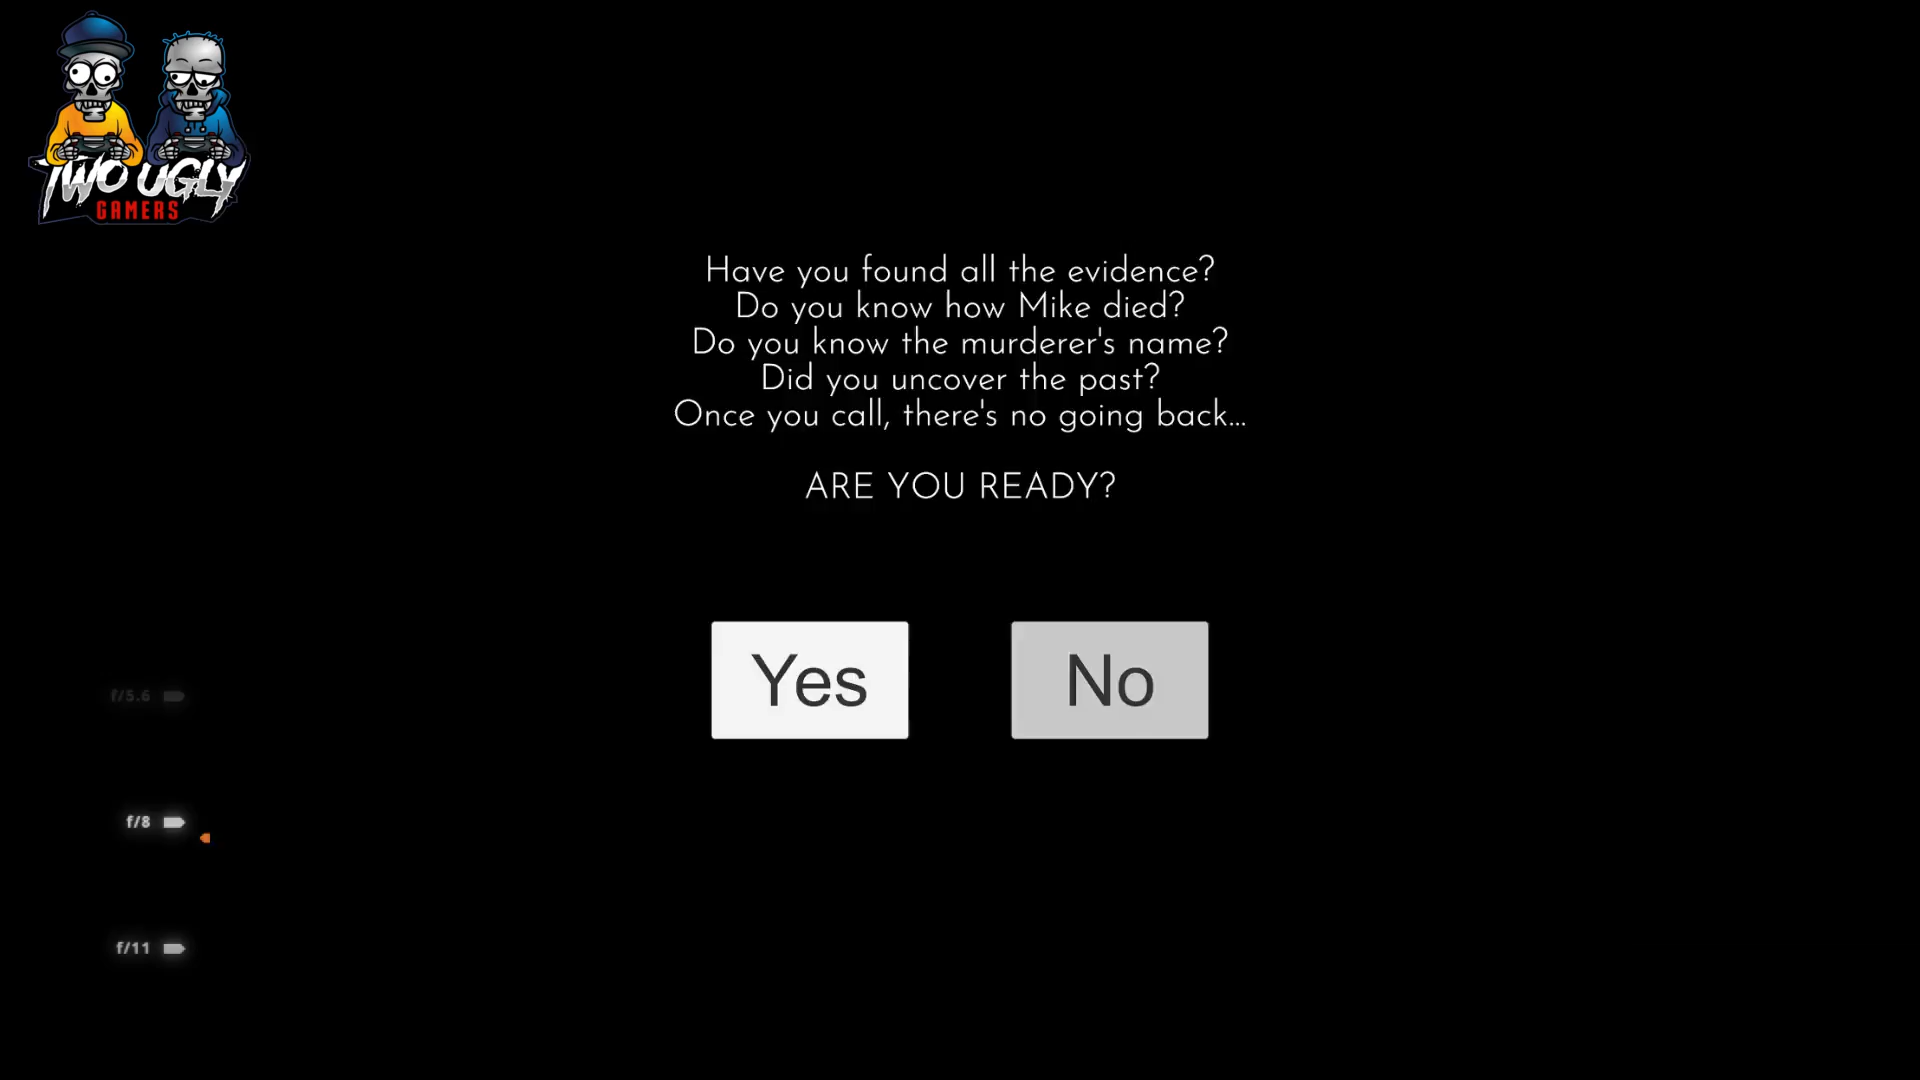 TWO UGLY
GAMERS
Have you found all the evidence?
Do you know how Mike died?
Do you know the murderer's name?
Did you uncover the past?
Once you call, there's no going back...
ARE YOU READY?
Yes No
f/5.6
f/8
f/11